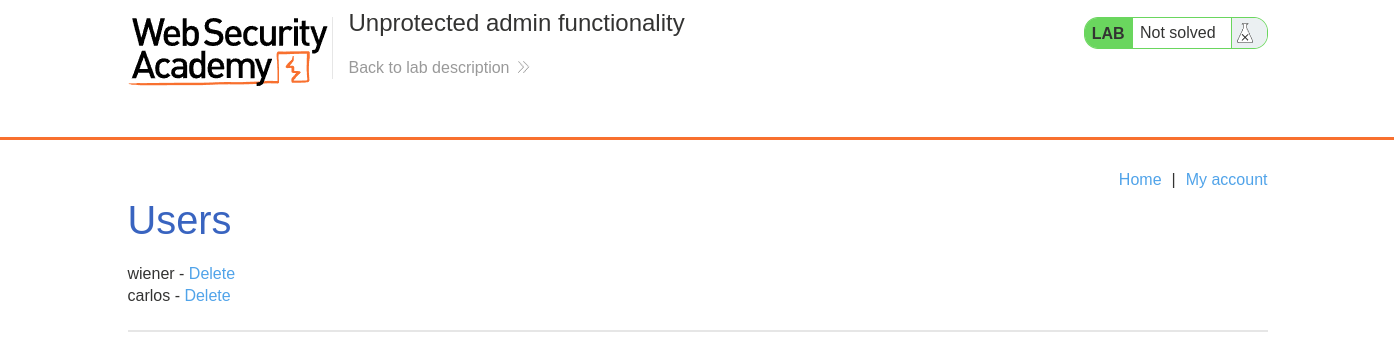 Web Security
Academy
Unprotected admin functionality
Back to lab description
LAB Not solved
Home | My account
Users
wiener - Delete
carlos - Delete